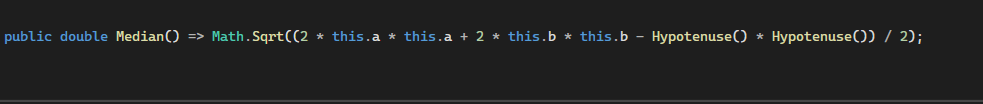 public double Median() => Math.Sqrt((2 * this.a * this.a + 2 * this.b * this.b - Hypotenuse() * Hypotenuse()) / 2);